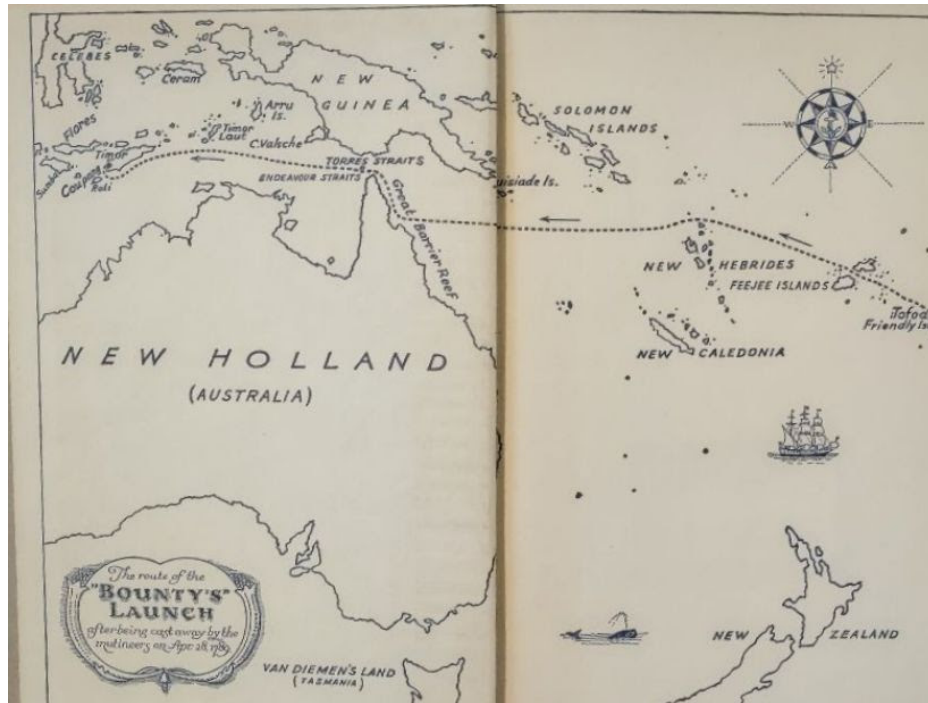 CELEBES
Ceram
NEW
GUINEA
Arru
Is.
SOLOMON
ISLANDS
Flores
Timor
Laut
C. Valsche
W
E
Timor
TORRES STRAITS
Coupang
ENDEAVOUR STRAITS
Roti
uisiade Is.
Great
Barrier Reef
NEW HEBRIDES
FEEJEE ISLANDS
Tofoa
Friendly Is.
NEW HOLLAND
(AUSTRALIA)
NEW CALEDONIA
The route of the
"BOUNTY'S"
LAUNCH
after being cast away by the
mutineers on Apr. 28, 1789
NEW ZEALAND
VAN DIEMEN'S LAND
(TASMANIA)